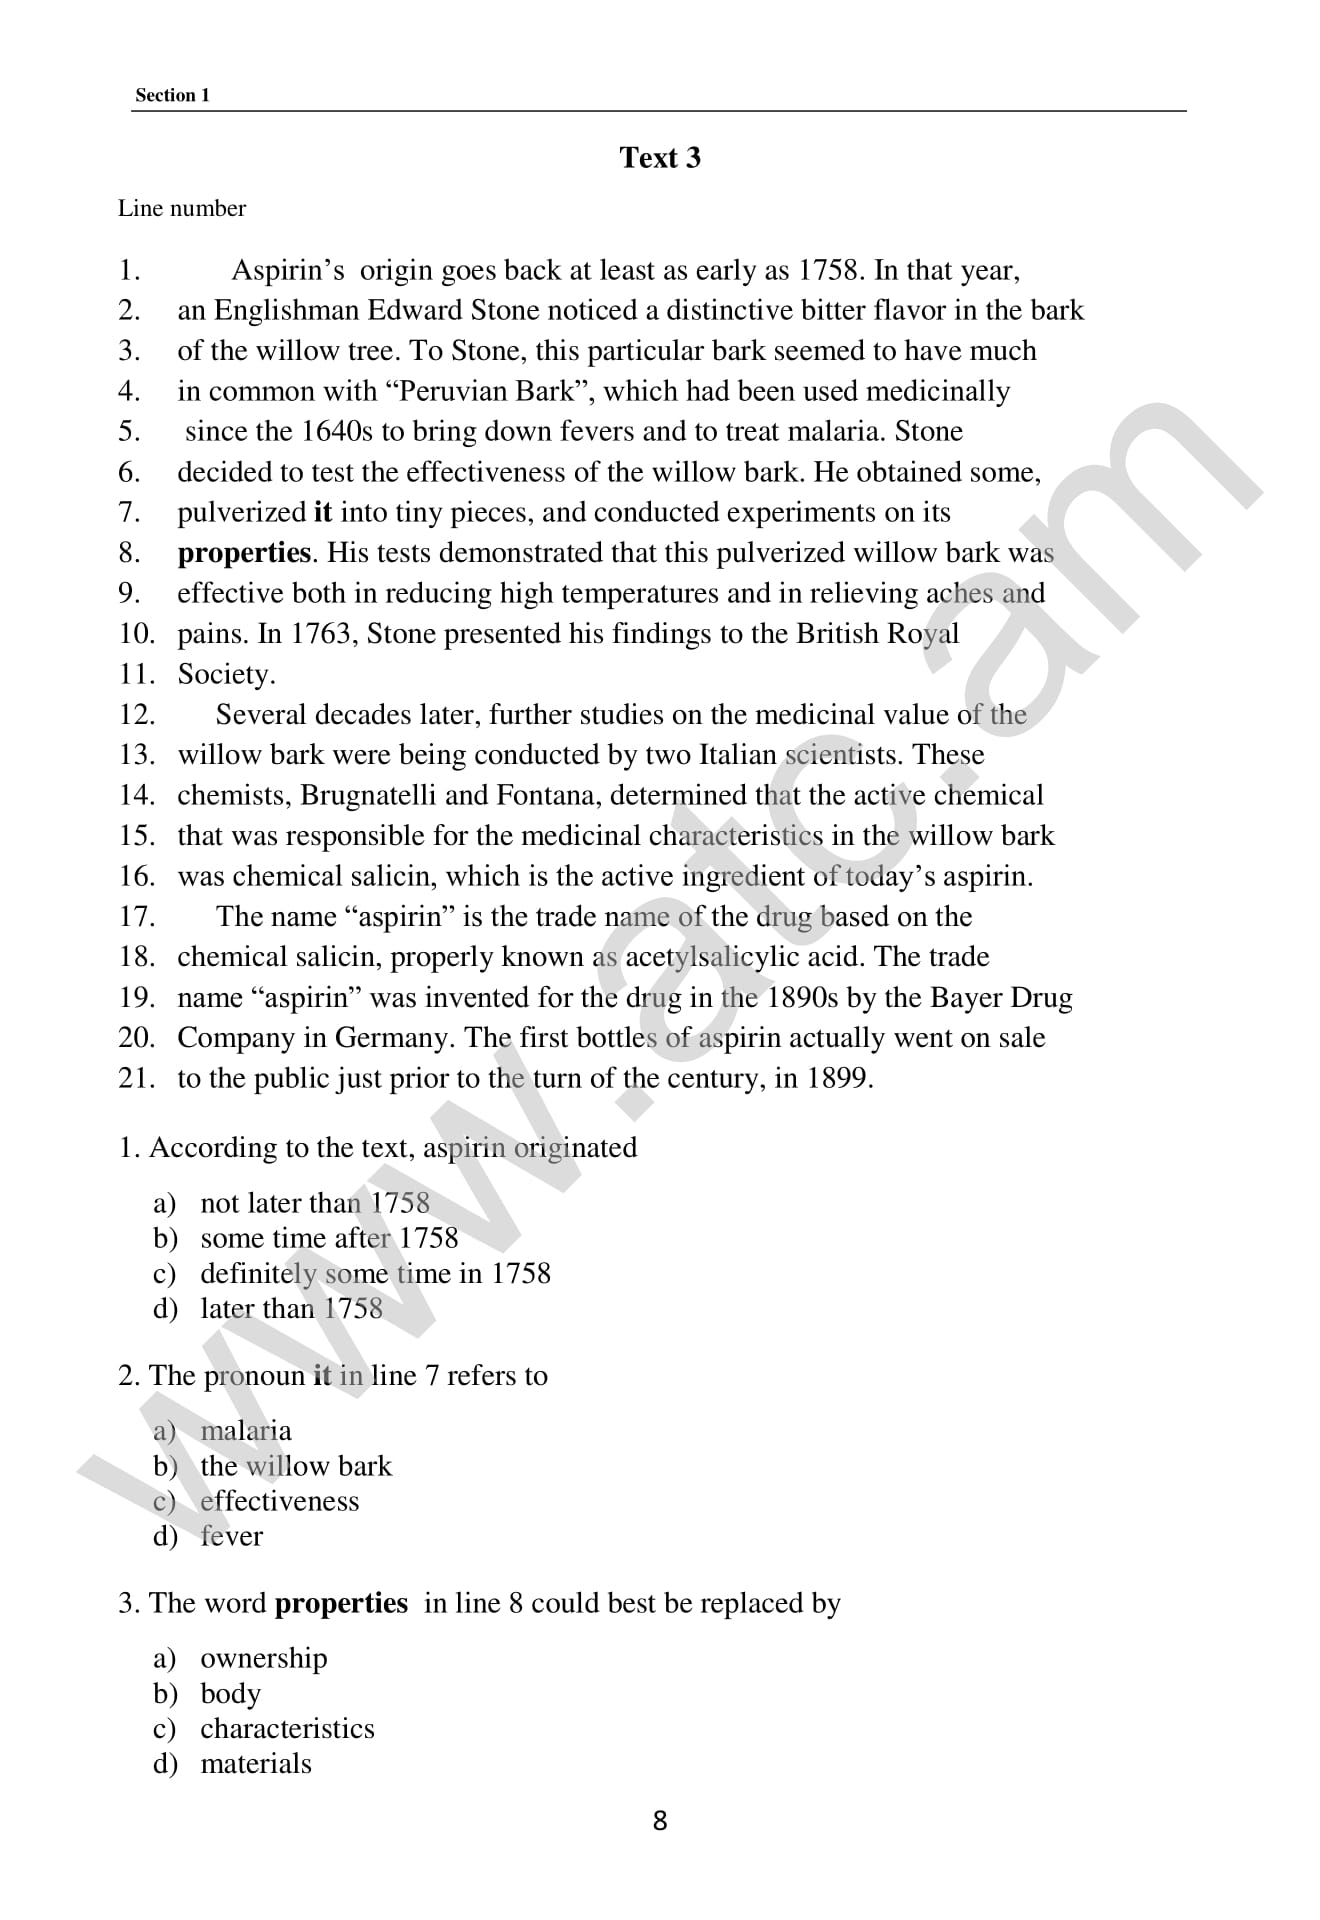 Section 1
Text 3
Line number
1. Aspirin’s origin goes back at least as early as 1758. In that year,
2. an Englishman Edward Stone noticed a distinctive bitter flavor in the bark
3. of the willow tree. To Stone, this particular bark seemed to have much
4. in common with “Peruvian Bark”, which had been used medicinally
5. since the 1640s to bring down fevers and to treat malaria. Stone
6. decided to test the effectiveness of the willow bark. He obtained some,
7. pulverized it into tiny pieces, and conducted experiments on its
8. properties. His tests demonstrated that this pulverized willow bark was
9. effective both in reducing high temperatures and in relieving aches and
10. pains. In 1763, Stone presented his findings to the British Royal
11. Society.
12. Several decades later, further studies on the medicinal value of the
13. willow bark were being conducted by two Italian scientists. These
14. chemists, Brugnatelli and Fontana, determined that the active chemical
15. that was responsible for the medicinal characteristics in the willow bark
16. was chemical salicin, which is the active ingredient of today’s aspirin.
17. The name “aspirin” is the trade name of the drug based on the
18. chemical salicin, properly known as acetylsalicylic acid. The trade
19. name “aspirin” was invented for the drug in the 1890s by the Bayer Drug
20. Company in Germany. The first bottles of aspirin actually went on sale
21. to the public just prior to the turn of the century, in 1899.
1. According to the text, aspirin originated
a) not later than 1758
b) some time after 1758
c) definitely some time in 1758
d) later than 1758
2. The pronoun it in line 7 refers to
a) malaria
b) the willow bark
c) effectiveness
d) fever
3. The word properties in line 8 could best be replaced by
a) ownership
b) body
c) characteristics
d) materials
8
www.atc.am